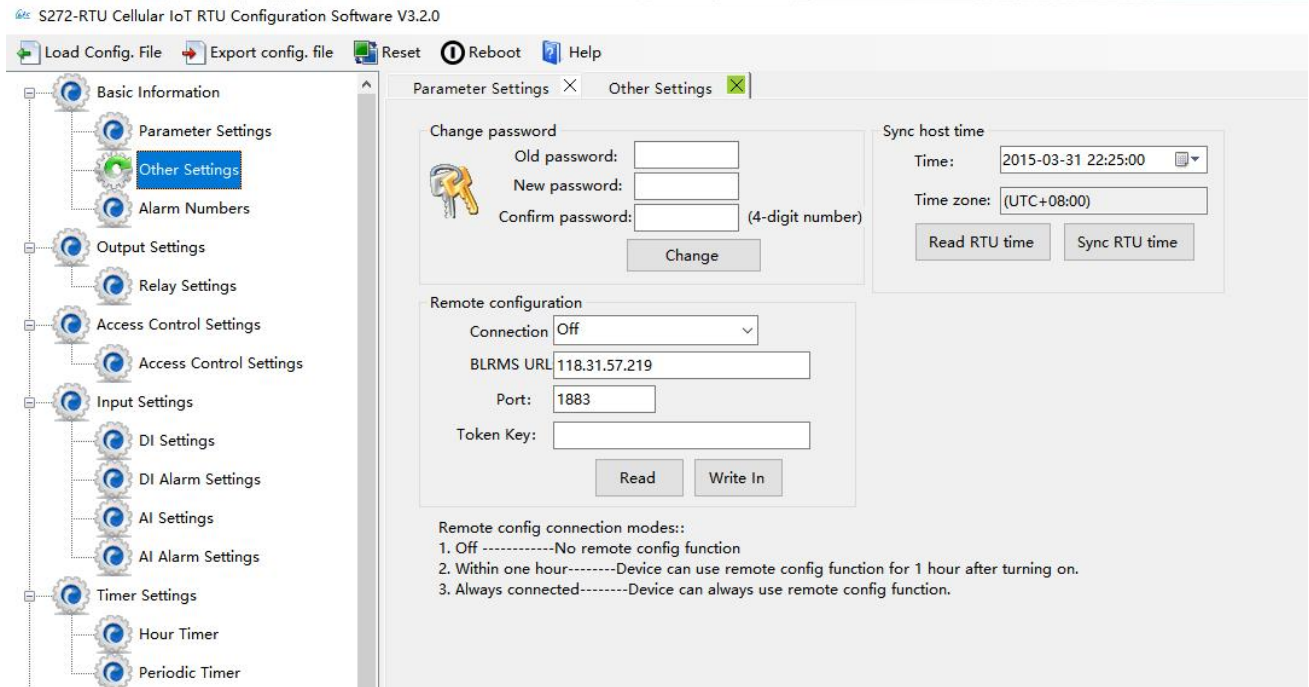 S272-RTU Cellular IoT RTU Configuration Software V3.2.0
Load Config. File Export config. file Reset Reboot Help
Basic Information
Parameter Settings
Other Settings
Alarm Numbers
Output Settings
Relay Settings
Access Control Settings
Access Control Settings
Input Settings
DI Settings
DI Alarm Settings
AI Settings
AI Alarm Settings
Timer Settings
Hour Timer
Periodic Timer
Parameter Settings Other Settings
Change password
Old password:
New password:
Confirm password: (4-digit number)
Change
Sync host time
Time: 2015-03-31 22:25:00
Time zone: (UTC+08:00)
Read RTU time Sync RTU time
Remote configuration
Connection Off
BLRMS URL 118.31.57.219
Port: 1883
Token Key:
Read Write In
Remote config connection modes::
1. Off ------------No remote config function
2. Within one hour--------Device can use remote config function for 1 hour after turning on.
3. Always connected--------Device can always use remote config function.